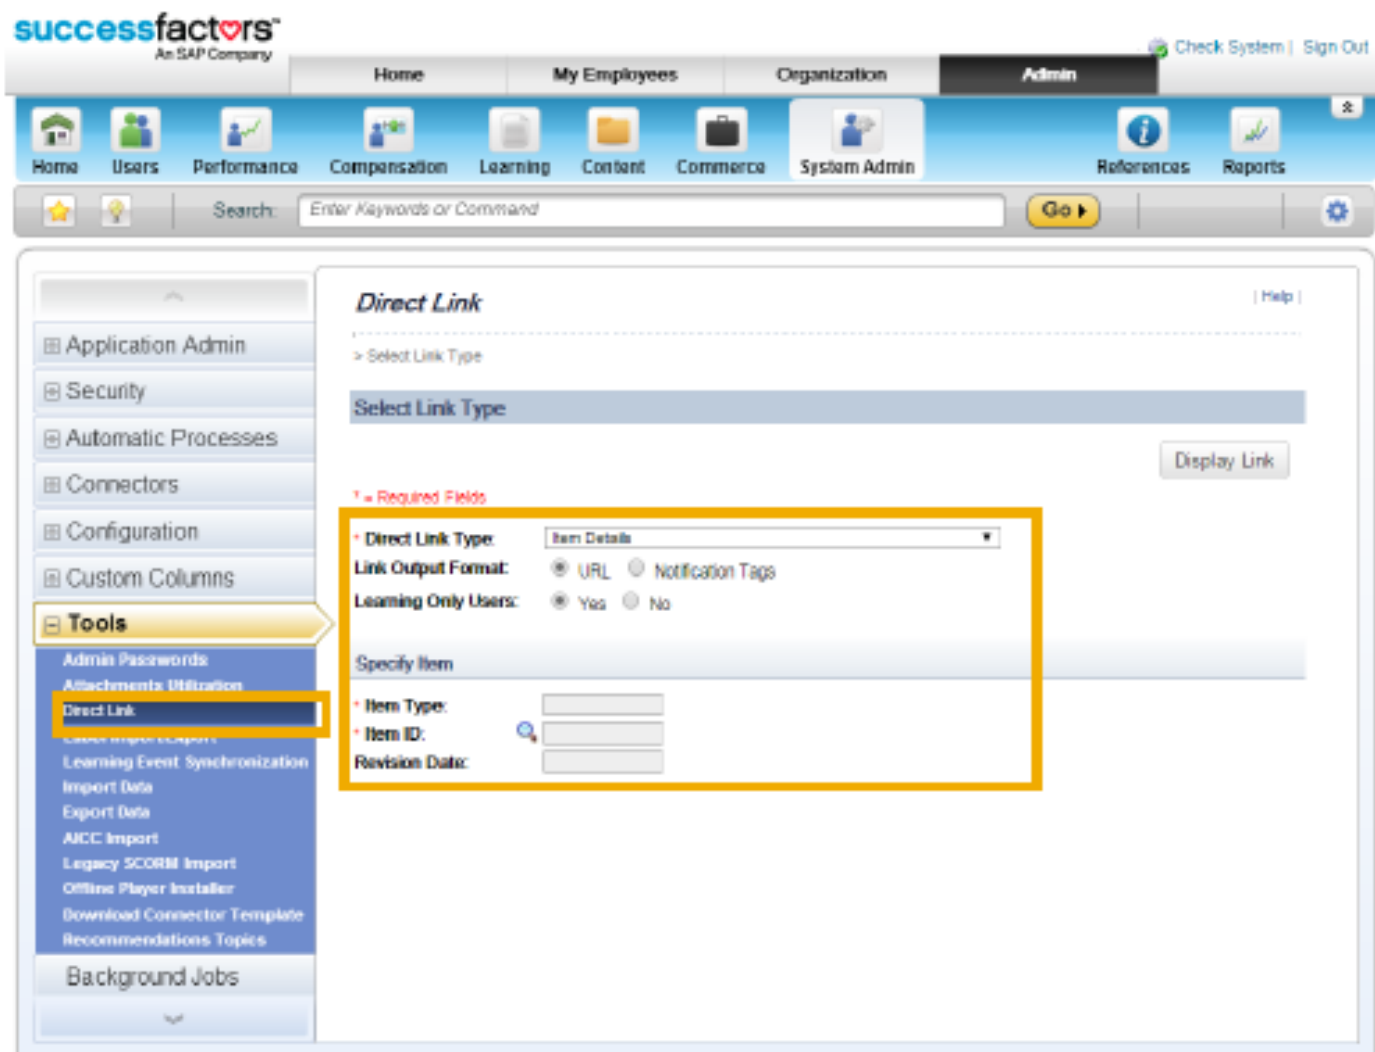 successfactors™
An SAP Company
Check System | Sign Out
Home My Employees Organization Admin
Home Users Performance Compensation Learning Content Commerce System Admin References Reports
Search: Enter Keywords or Command Go
Direct Link
| Help |
> Select Link Type
Select Link Type
Display Link
* = Required Fields
* Direct Link Type: Item Details
Link Output Format: URL Notification Tags
Learning Only Users: Yes No
Specify Item
* Item Type:
* Item ID:
Revision Date:
Application Admin
Security
Automatic Processes
Connectors
Configuration
Custom Columns
Tools
Admin Passwords
Attachments Utilization
Direct Link
Label Import/Export
Learning Event Synchronization
Import Data
Export Data
AICC Import
Legacy SCORM Import
Offline Player Installer
Download Connector Template
Recommendations Topics
Background Jobs